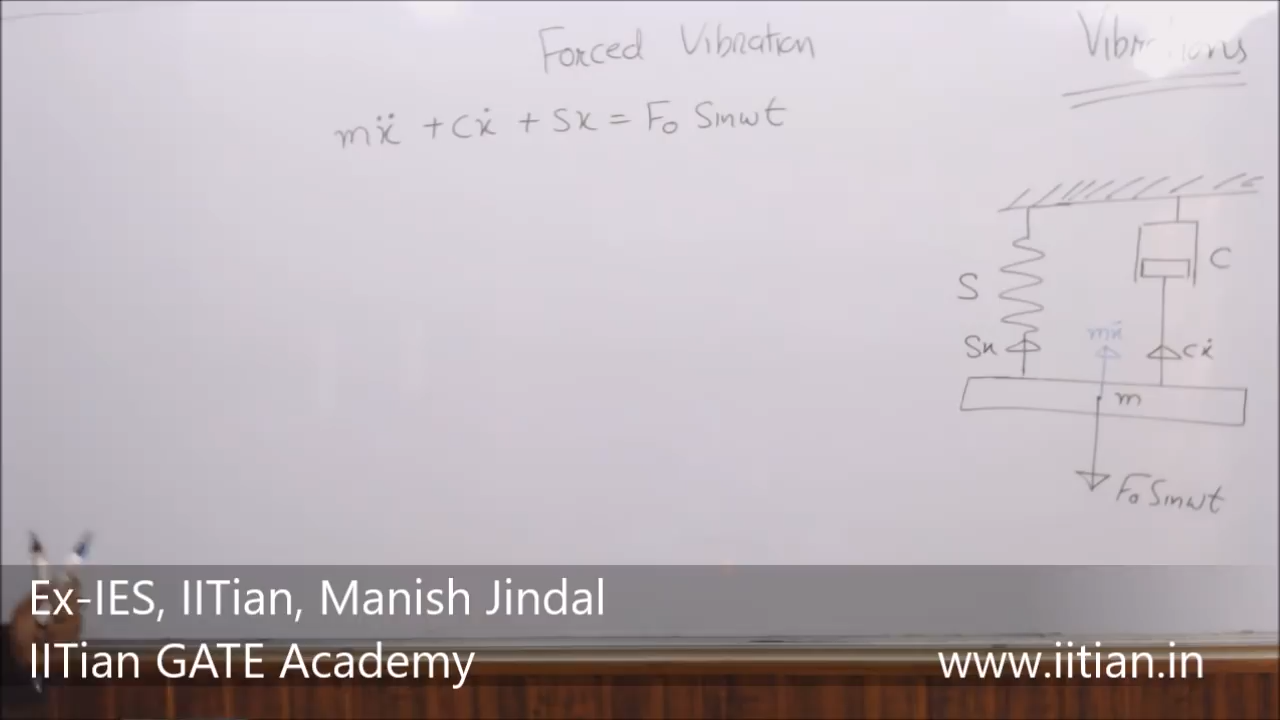 Forced Vibration
Vibrations
mẍ + cẋ + Sx = F₀ Sinωt
S
C
Sx
mẍ
cẋ
m
F₀ Sinωt
Ex-IES, IITian, Manish Jindal
IITian GATE Academy
www.iitian.in